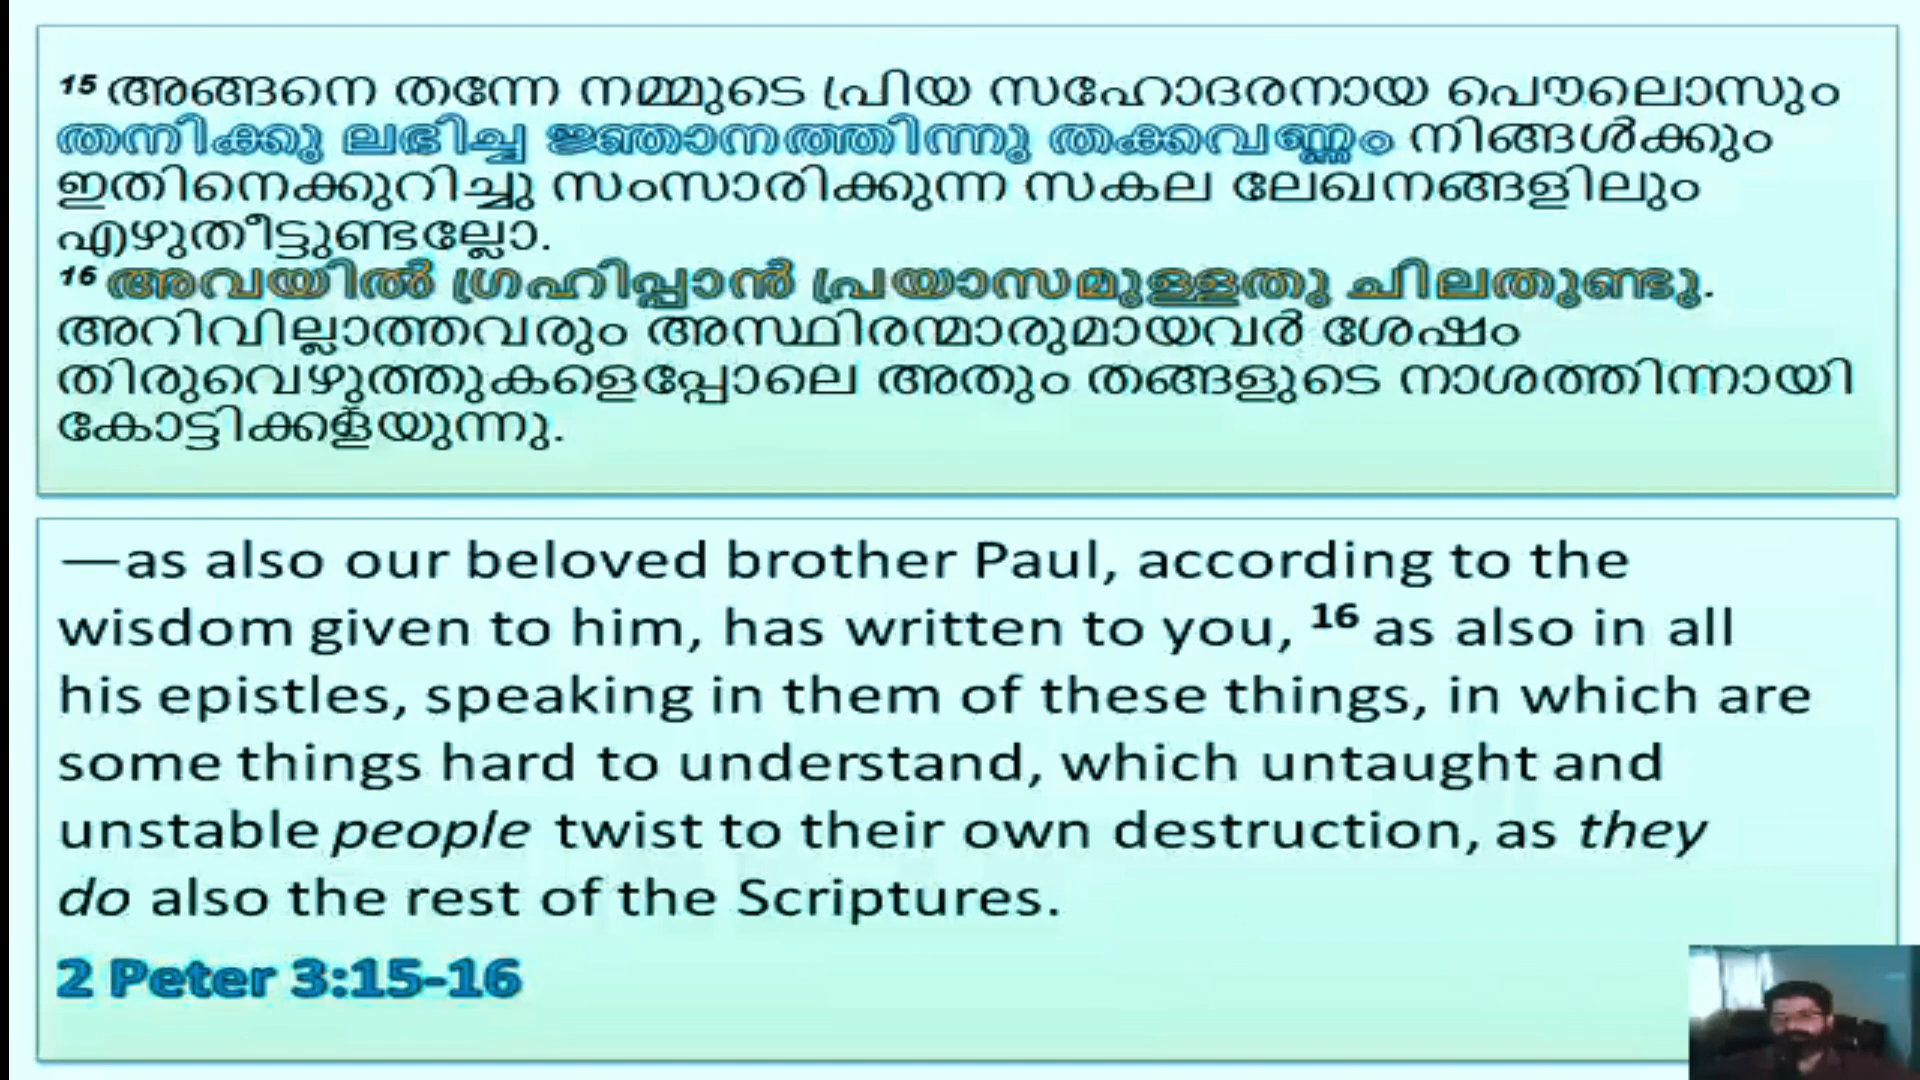 15 അങ്ങനെ തന്നേ നമ്മുടെ പ്രിയ സഹോദരനായ പൌലൊസും
തനിക്കു ലഭിച്ച ജ്ഞാനത്തിന്നു തക്കവണ്ണം നിങ്ങൾക്കും
ഇതിനെക്കുറിച്ചു സംസാരിക്കുന്ന സകല ലേഖനങ്ങളിലും
എഴുതീട്ടുണ്ടല്ലോ.
16 അവയിൽ ഗ്രഹിപ്പാൻ പ്രയാസമുള്ളതു ചിലതുണ്ടു.
അറിവില്ലാത്തവരും അസ്ഥിരന്മാരുമായവർ ശേഷം
തിരുവെഴുത്തുകളെപ്പോലെ അതും തങ്ങളുടെ നാശത്തിന്നായി
കോട്ടിക്കളയുന്നു.
—as also our beloved brother Paul, according to the
wisdom given to him, has written to you, 16 as also in all
his epistles, speaking in them of these things, in which are
some things hard to understand, which untaught and
unstable people twist to their own destruction, as they
do also the rest of the Scriptures.
2 Peter 3:15-16